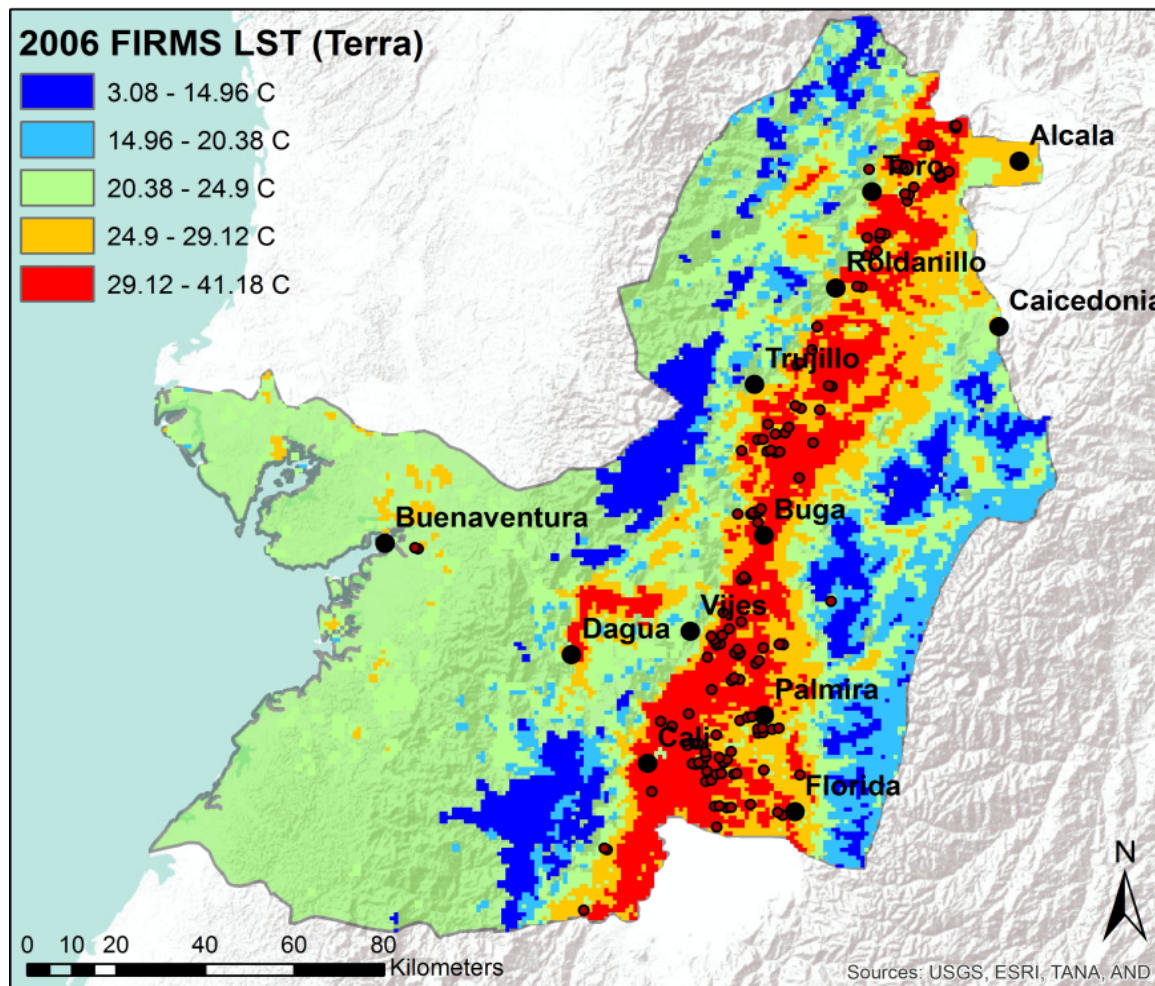 2006 FIRMS LST (Terra)
3.08 - 14.96 C
14.96 - 20.38 C
20.38 - 24.9 C
24.9 - 29.12 C
29.12 - 41.18 C
Alcala
Toro
Roldanillo
Caicedonia
Trujillo
Buga
Buenaventura
Vijes
Dagua
Palmira
Cali
Florida
N
0 10 20 40 60 80
Kilometers
Sources: USGS, ESRI, TANA, AND